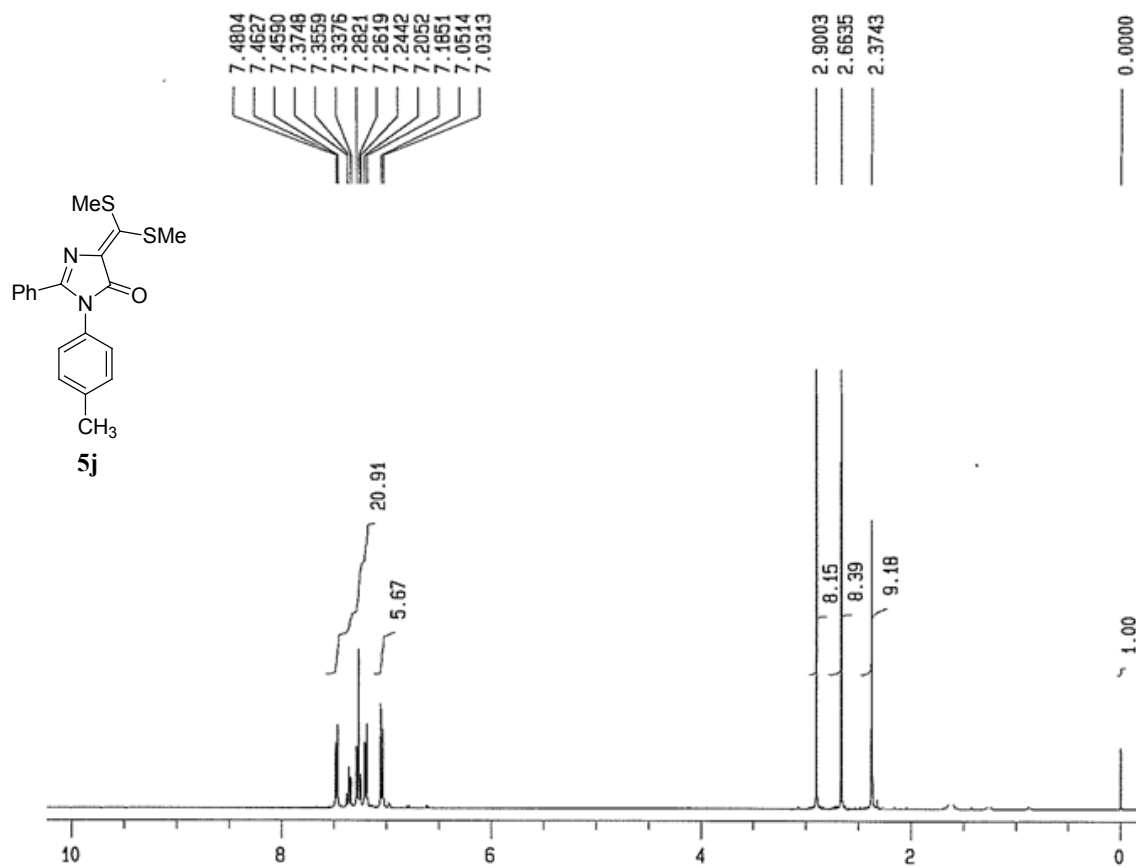 7.4804
7.4627
7.4590
7.3748
7.3559
7.3376
7.2821
7.2619
7.2442
7.2052
7.1851
7.0514
7.0313
2.9003
2.6635
2.3743
0.0000
MeS
SMe
N
O
Ph
N
CH₃
5j
20.91
5.67
8.15
8.39
9.18
1.00
10 8 6 4 2 0